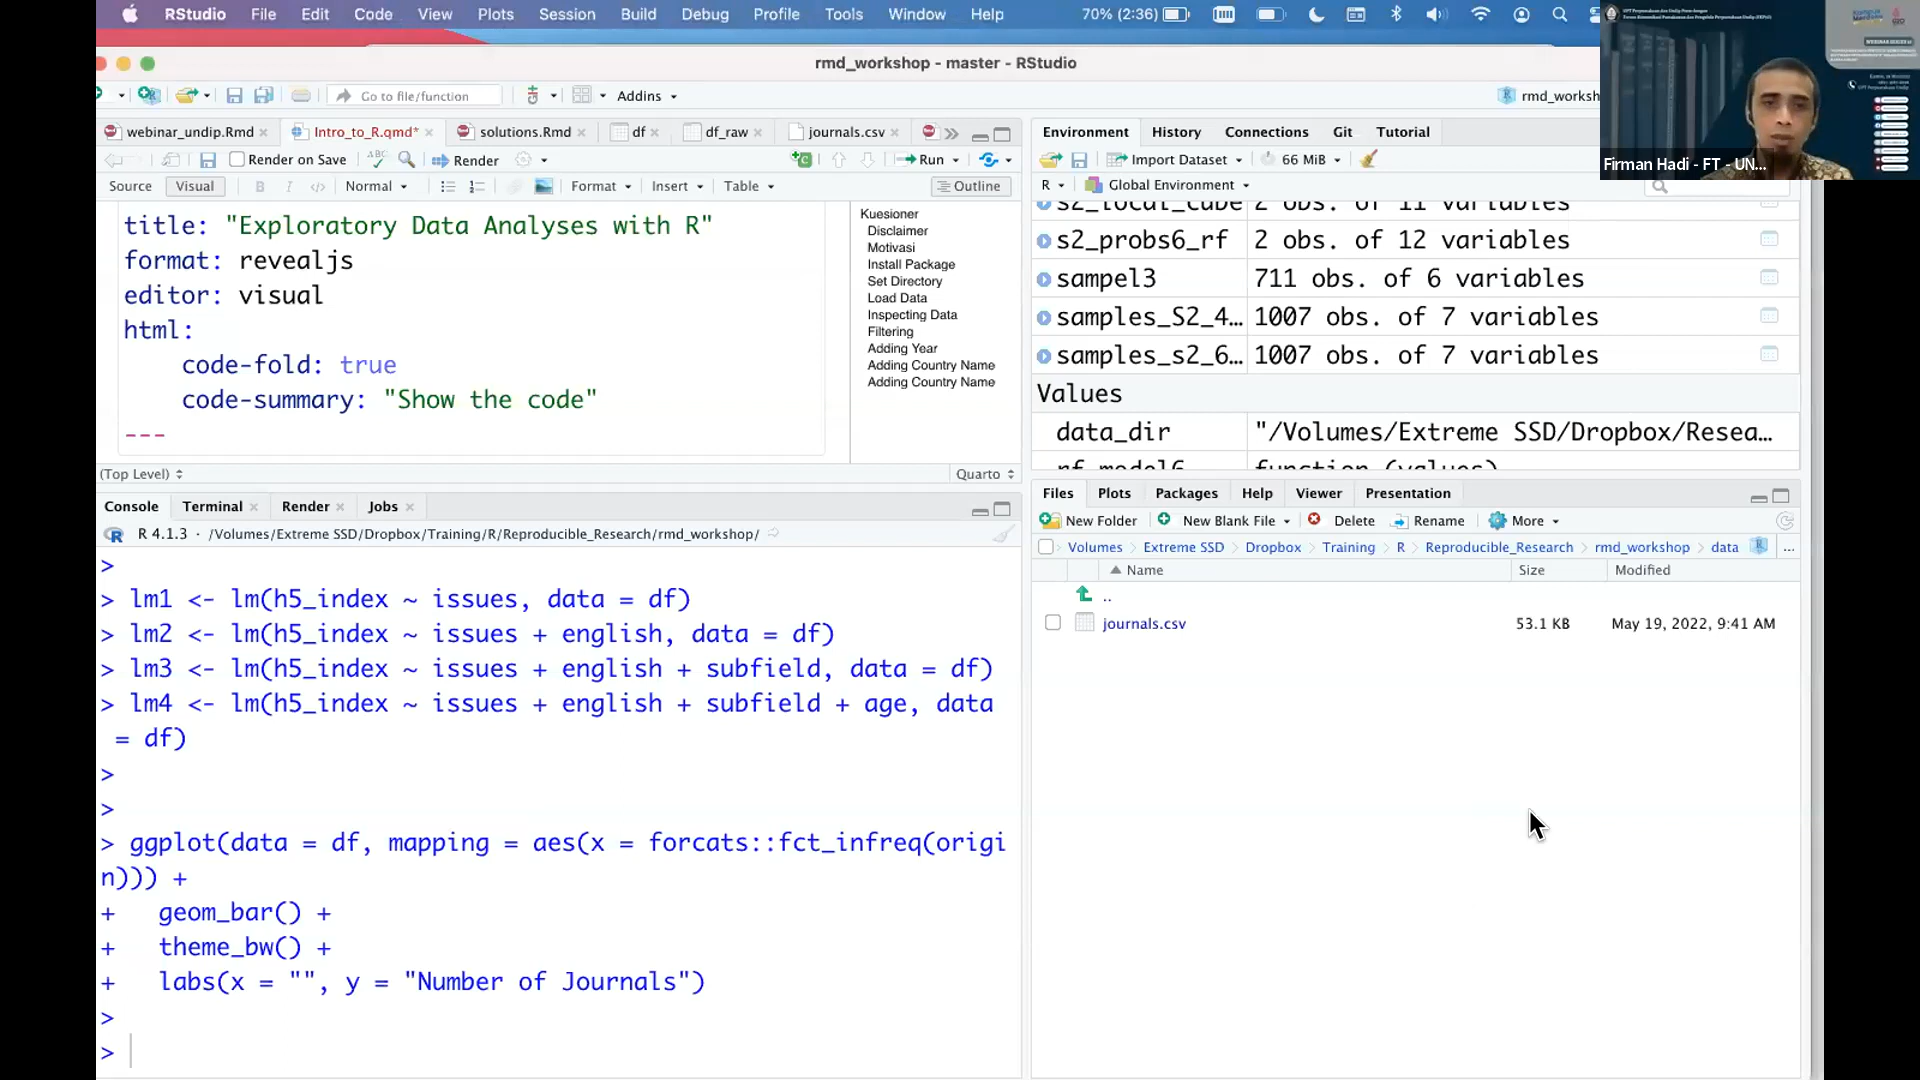 RStudio File Edit Code View Plots Session Build Debug Profile Tools Window Help 70% (2:36)
rmd_workshop - master - RStudio
Go to file/function Addins
rmd_worksh
webinar_undip.Rmd Intro_to_R.qmd* solutions.Rmd df df_raw journals.csv
Render on Save ABC Render Run
Source Visual B I Normal Format Insert Table Outline
title: "Exploratory Data Analyses with R"
format: revealjs
editor: visual
html:
code-fold: true
code-summary: "Show the code"
---
Kuesioner
Disclaimer
Motivasi
Install Package
Set Directory
Load Data
Inspecting Data
Filtering
Adding Year
Adding Country Name
Adding Country Name
(Top Level) Quarto
Console Terminal Render Jobs
R 4.1.3 · /Volumes/Extreme SSD/Dropbox/Training/R/Reproducible_Research/rmd_workshop/
>
> lm1 <- lm(h5_index ~ issues, data = df)
> lm2 <- lm(h5_index ~ issues + english, data = df)
> lm3 <- lm(h5_index ~ issues + english + subfield, data = df)
> lm4 <- lm(h5_index ~ issues + english + subfield + age, data
= df)
>
>
> ggplot(data = df, mapping = aes(x = forcats::fct_infreq(origi
n))) +
+ geom_bar() +
+ theme_bw() +
+ labs(x = "", y = "Number of Journals")
>
>
Environment History Connections Git Tutorial
Import Dataset 66 MiB
R Global Environment
s2_local_cube 2 obs. of 11 variables
s2_probs6_rf 2 obs. of 12 variables
sampel3 711 obs. of 6 variables
samples_S2_4… 1007 obs. of 7 variables
samples_s2_6… 1007 obs. of 7 variables
Values
data_dir "/Volumes/Extreme SSD/Dropbox/Resea…
rf_model6 function (values)
Files Plots Packages Help Viewer Presentation
New Folder New Blank File Delete Rename More
Volumes Extreme SSD Dropbox Training R Reproducible_Research rmd_workshop data ...
Name Size Modified
..
journals.csv 53.1 KB May 19, 2022, 9:41 AM
Firman Hadi - FT - UN...